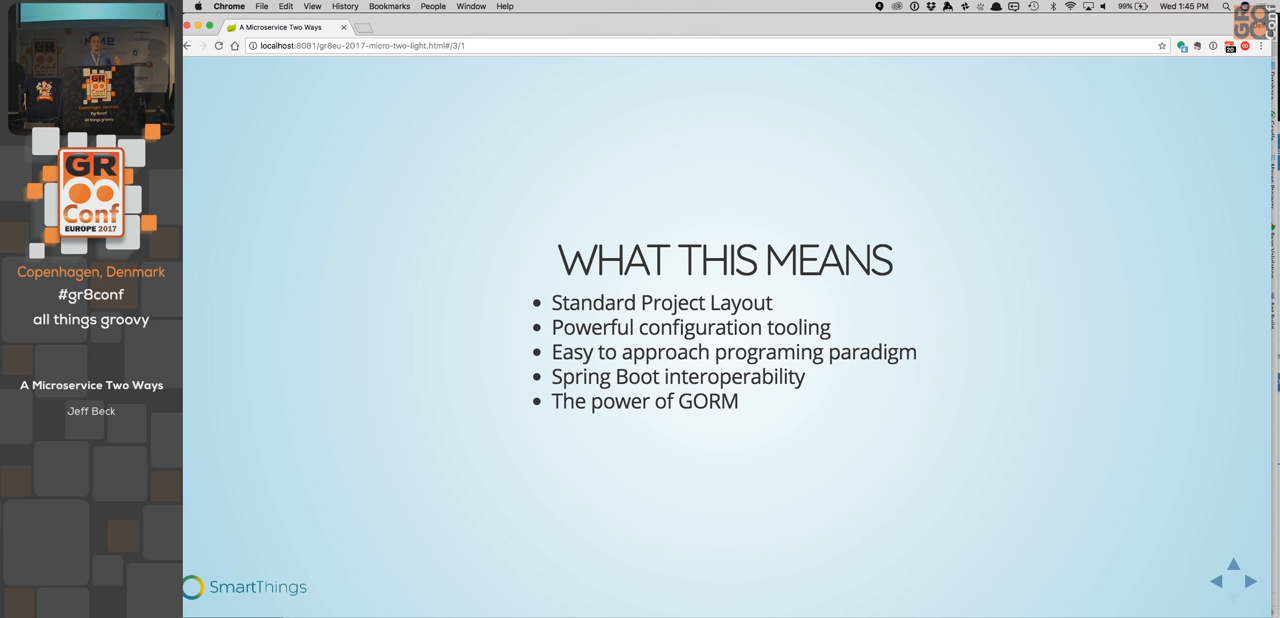 Chrome File Edit View History Bookmarks People Window Help
99% Wed 1:45 PM
A Microservice Two Ways
localhost:8081/gr8eu-2017-micro-two-light.html#/3/1
WHAT THIS MEANS
Standard Project Layout
Powerful configuration tooling
Easy to approach programing paradigm
Spring Boot interoperability
The power of GORM
SmartThings
GR
Conf
EUROPE 2017
Copenhagen, Denmark
#gr8conf
all things groovy
A Microservice Two Ways
Jeff Beck